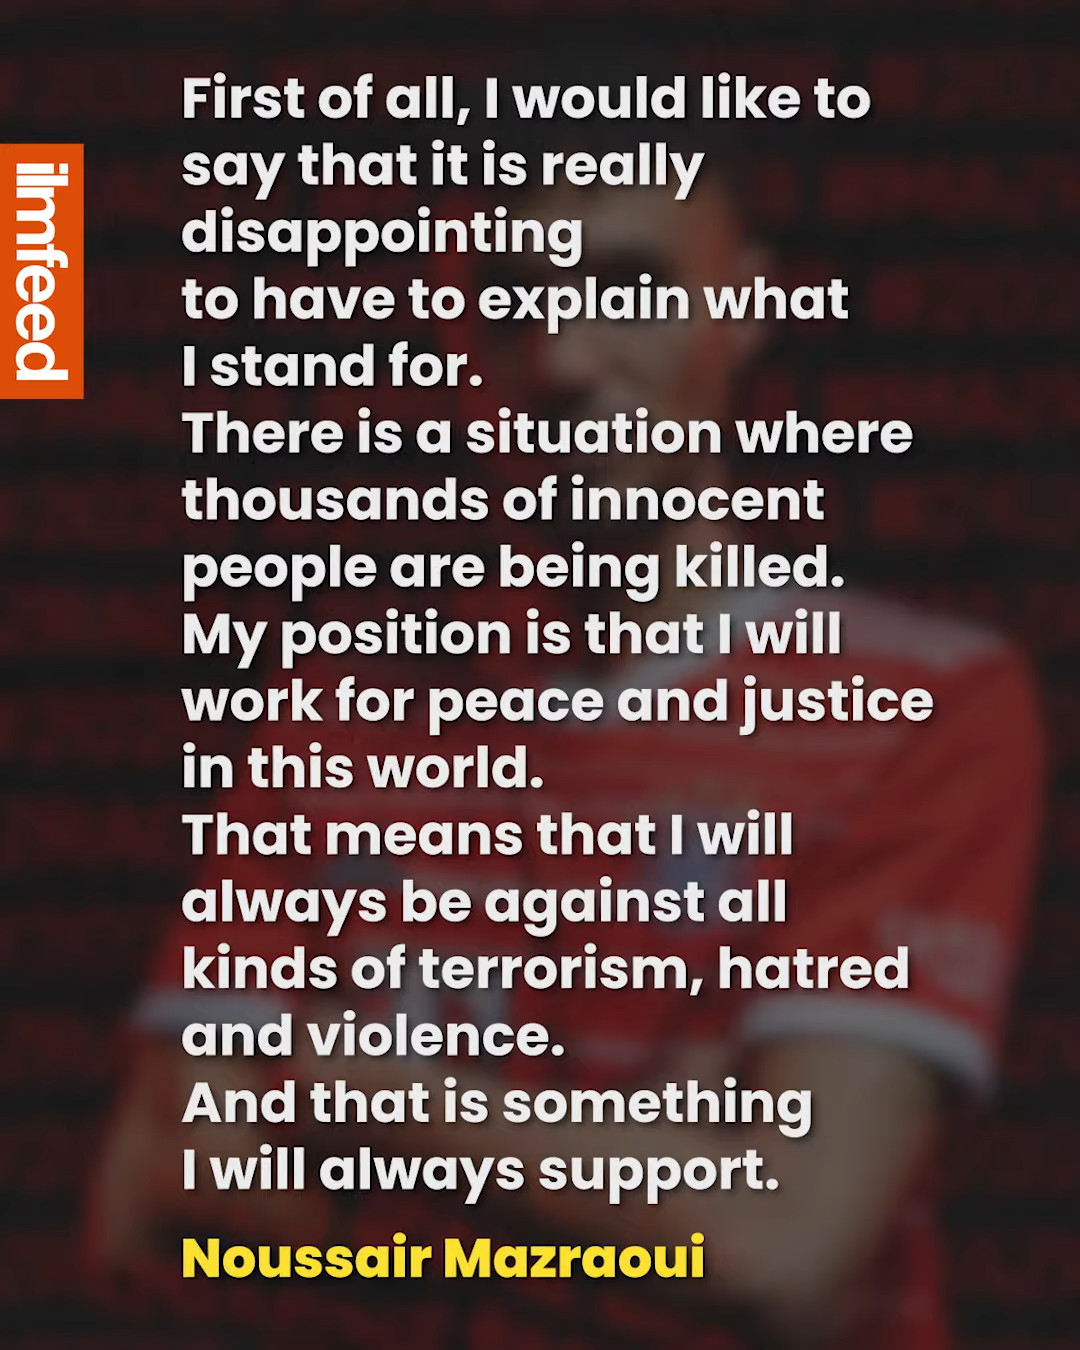 ilmfeed
First of all, I would like to
say that it is really
disappointing
to have to explain what
I stand for.
There is a situation where
thousands of innocent
people are being killed.
My position is that I will
work for peace and justice
in this world.
That means that I will
always be against all
kinds of terrorism, hatred
and violence.
And that is something
I will always support.
Noussair Mazraoui